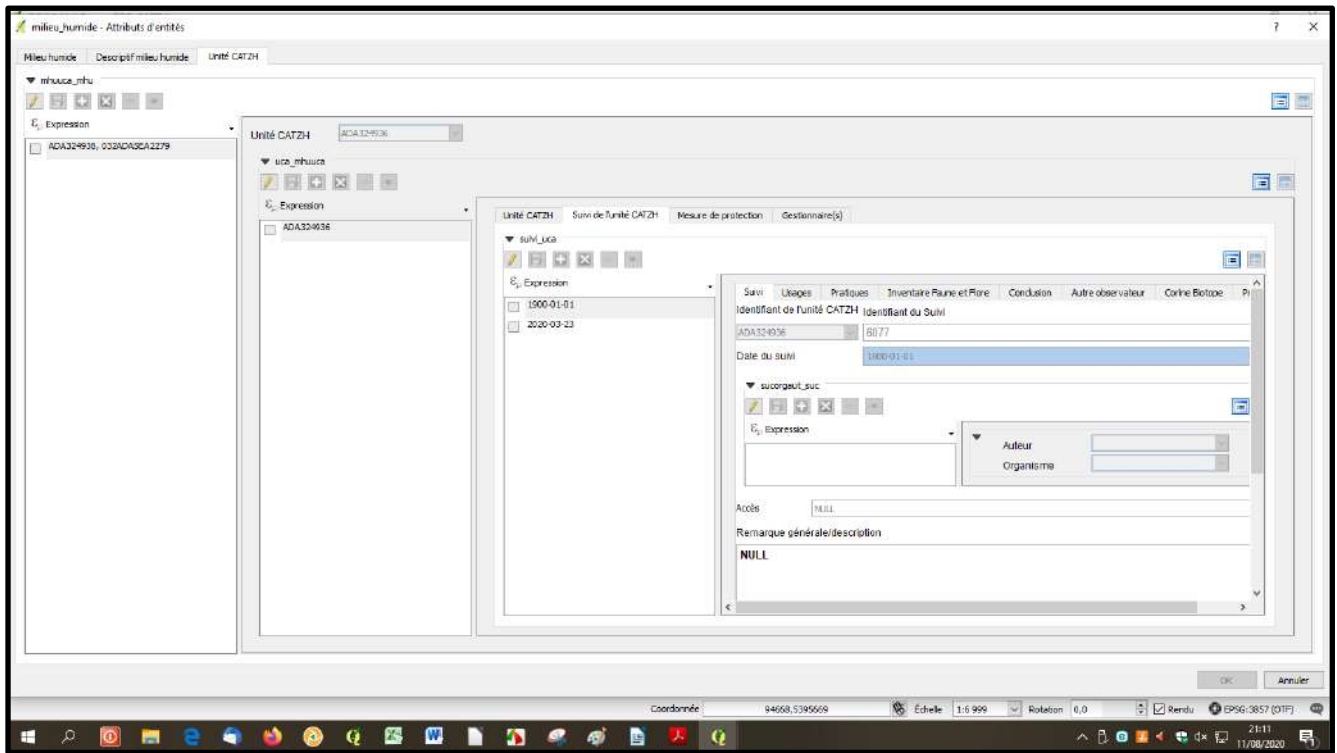 milieu_humide - Attributs d'entités
? X
Milieu humide Descriptif milieu humide Unité CATZH
mhuuca_mhu
Expression
ADA324936, 032ADASEA2279
Unité CATZH ADA324936
uca_mhuuca
Expression
ADA324936
Unité CATZH Suivi de l'unité CATZH Mesure de protection Gestionnaire(s)
suivi_uca
Expression
1900-01-01
2020-03-23
Suivi Usages Pratiques Inventaire Faune et Flore Conclusion Autre observateur Corine Biotope
Identifiant de l'unité CATZH Identifiant du Suivi
ADA324936 6077
Date du suivi 1900-01-01
sucorgaut_suc
Expression
Auteur
Organisme
Accès NULL
Remarque générale/description
NULL
OK Annuler
Coordonnée 94668,5395669 Échelle 1:6 999 Rotation 0,0 Rendu EPSG:3857 (OTF)
21:11
11/08/2020